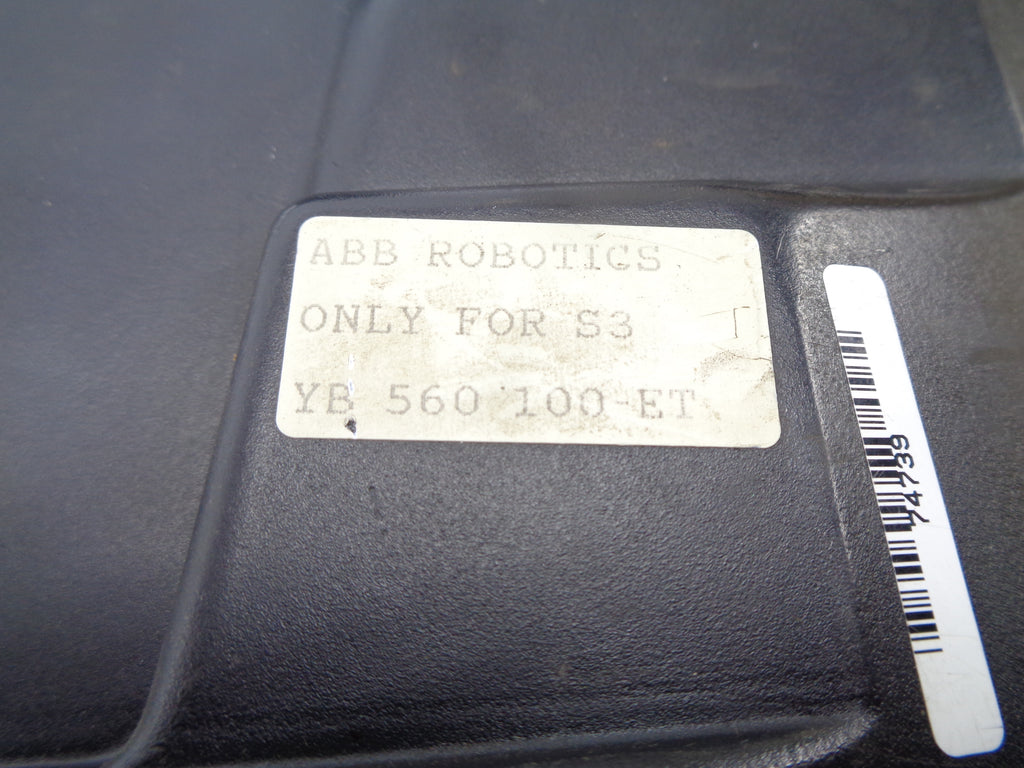 ABB ROBOTICS
ONLY FOR S3
YB 560 100-ET
74739